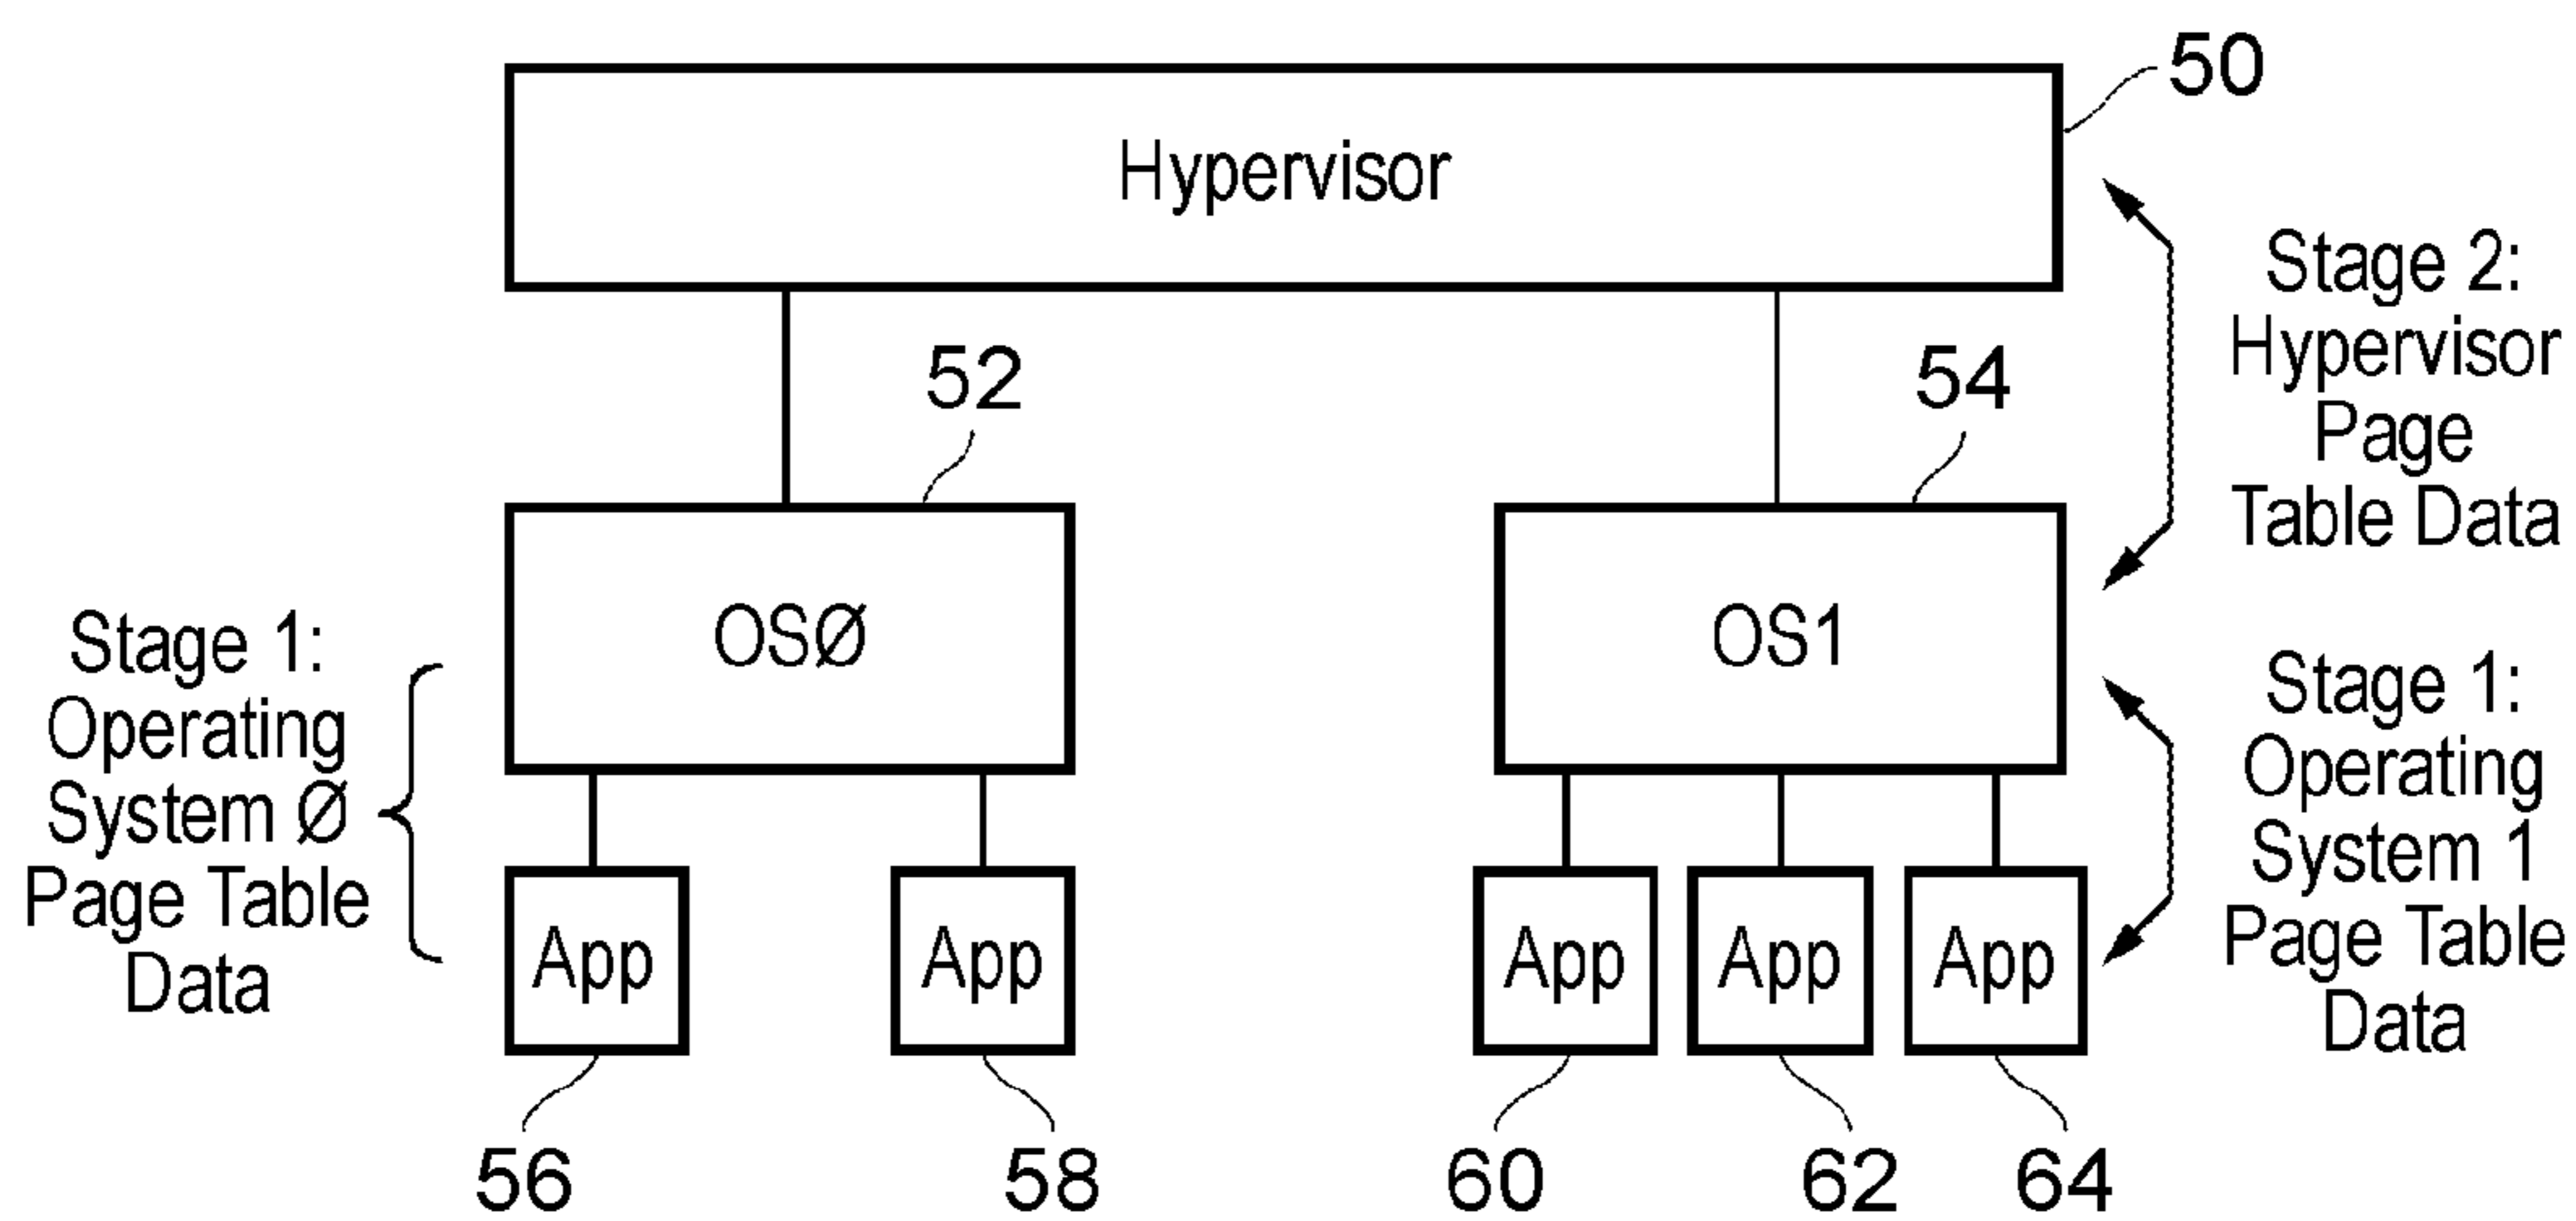 50
Hypervisor
Stage 2:
Hypervisor
Page
Table Data
52
54
OSØ
OS1
Stage 1:
Operating
System Ø
Page Table
Data
Stage 1:
Operating
System 1
Page Table
Data
App
App
App
App
App
56
58
60
62
64